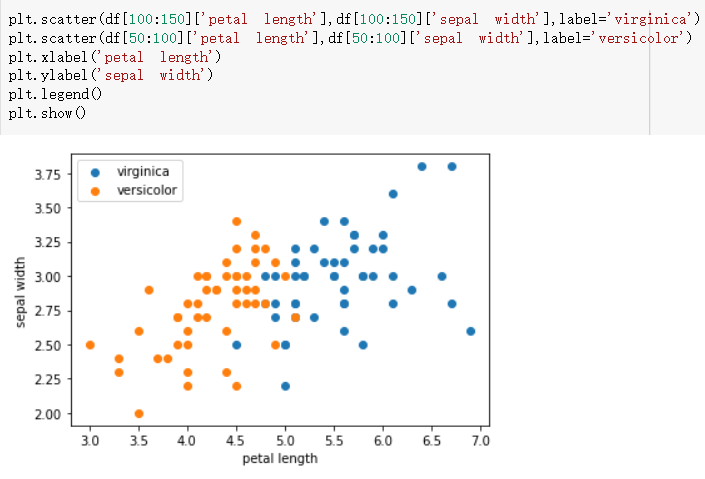 plt.scatter(df[100:150]['petal length'],df[100:150]['sepal width'],label='virginica')
plt.scatter(df[50:100]['petal length'],df[50:100]['sepal width'],label='versicolor')
plt.xlabel('petal length')
plt.ylabel('sepal width')
plt.legend()
plt.show()
virginica
versicolor
3.75
3.50
3.25
3.00
2.75
2.50
2.25
2.00
sepal width
3.0 3.5 4.0 4.5 5.0 5.5 6.0 6.5 7.0
petal length